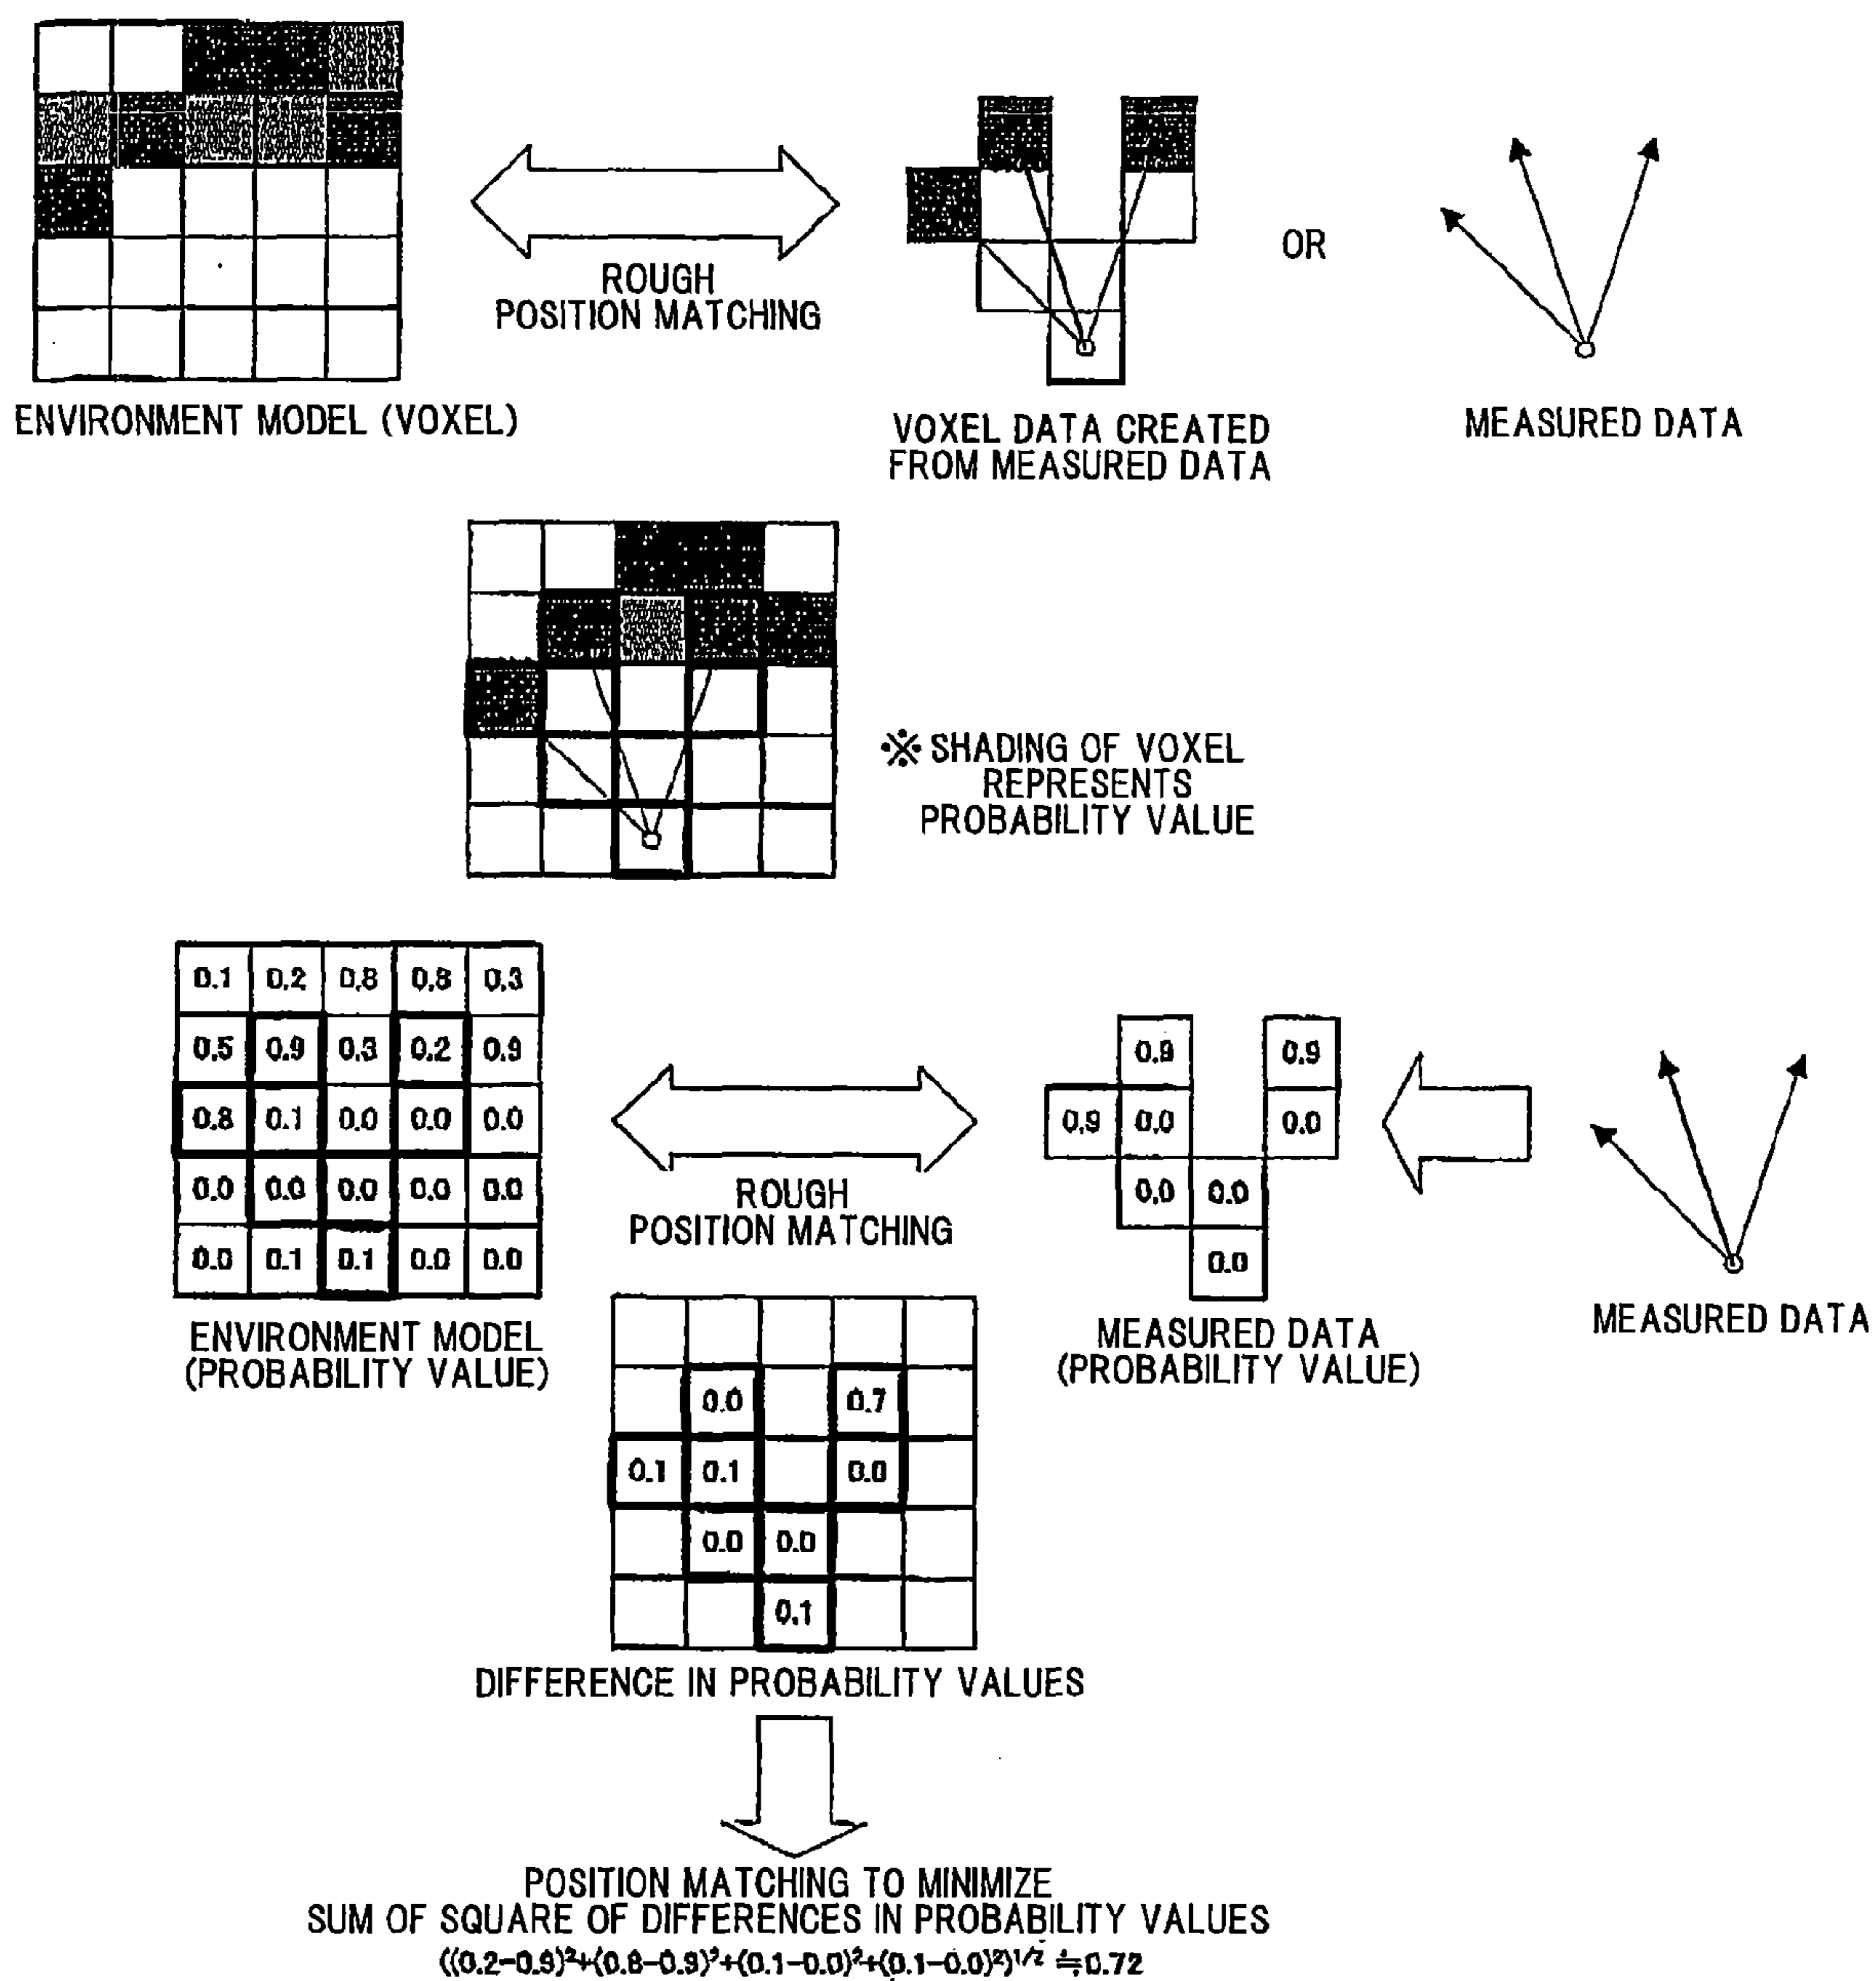 ENVIRONMENT MODEL (VOXEL)
ROUGH
POSITION MATCHING
VOXEL DATA CREATED
FROM MEASURED DATA
OR
MEASURED DATA
※ SHADING OF VOXEL
REPRESENTS
PROBABILITY VALUE
0.1 0.2 0.8 0.8 0.3
0.5 0.9 0.3 0.2 0.9
0.8 0.1 0.0 0.0 0.0
0.0 0.0 0.0 0.0 0.0
0.0 0.1 0.1 0.0 0.0
ENVIRONMENT MODEL
(PROBABILITY VALUE)
ROUGH
POSITION MATCHING
0.9 0.9
0.9 0.0 0.0
0.0 0.0
0.0
MEASURED DATA
(PROBABILITY VALUE)
MEASURED DATA
0.0 0.7
0.1 0.1 0.0
0.0 0.0
0.1
DIFFERENCE IN PROBABILITY VALUES
POSITION MATCHING TO MINIMIZE
SUM OF SQUARE OF DIFFERENCES IN PROBABILITY VALUES
((0.2-0.9)²+(0.8-0.9)²+(0.1-0.0)²+(0.1-0.0)²)¹/² ≒0.72